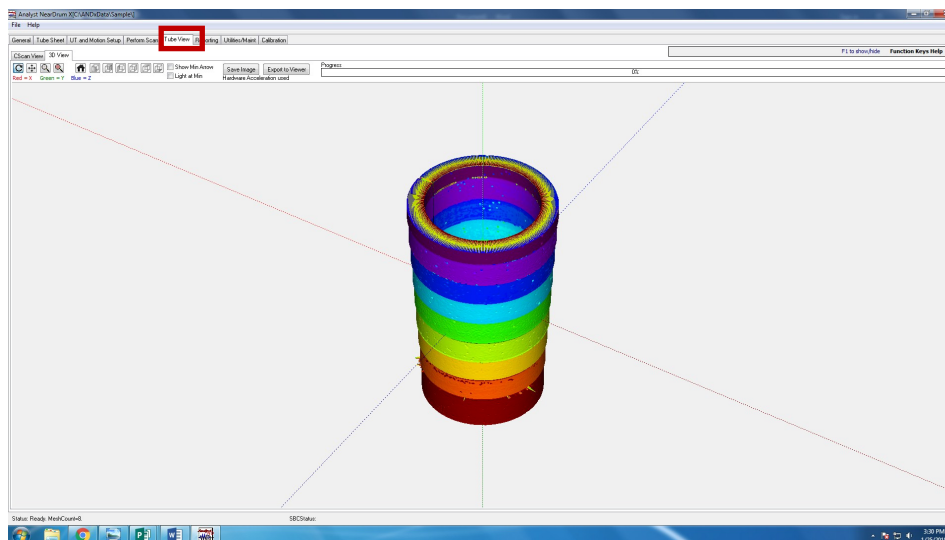 Analyst NearDrum X[C:\ANDxData\Sample\]
File Help
General Tube Sheet UT and Motion Setup Perform Scan Tube View Reporting Utilities/Maint Calibration
F1 to show/hide Function Keys Help
CScan View 3D View
Show Min Arrow
Light at Min
Save Image Export to Viewer
Progress
0%
Red = X Green = Y Blue = Z
Hardware Acceleration used
Status: Ready MeshCount=8.
SBCStatus:
3:30 PM